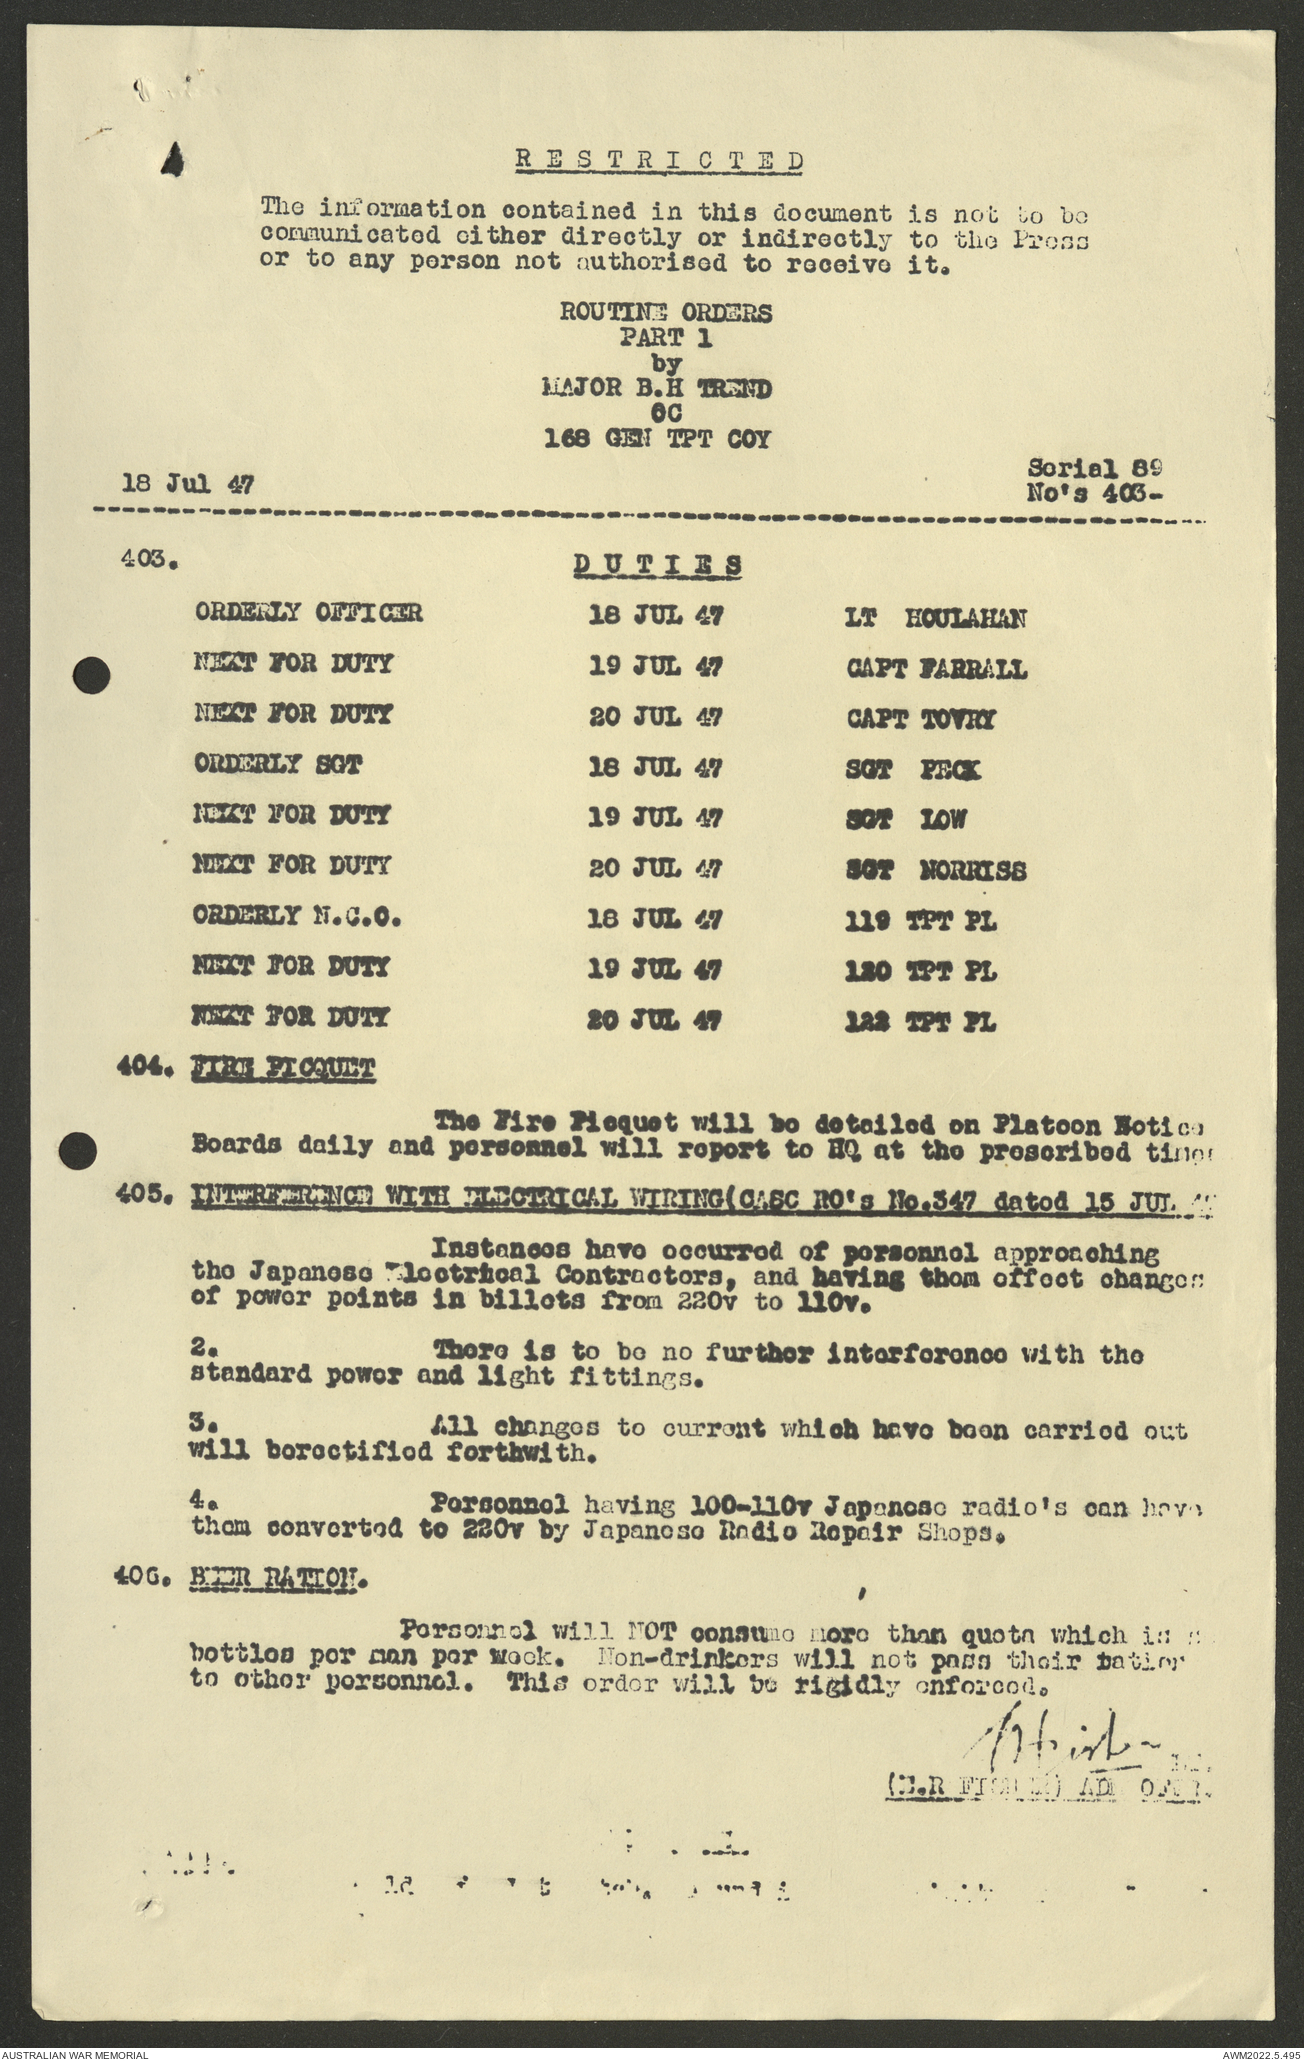 R E S T R I C T E D
The information contained in this document is not to be
communicated either directly or indirectly to the Press
or to any person not authorised to receive it.
ROUTINE ORDERS
PART 1
by
MAJOR B.H TREND
OC
168 GEN TPT COY
Serial 89
18 Jul 47
No's 403-
403. D U T I E S
ORDERLY OFFICER 18 JUL 47 LT HOULAHAN
NEXT FOR DUTY 19 JUL 47 CAPT FARRALL
NEXT FOR DUTY 20 JUL 47 CAPT TOVRY
ORDERLY SGT 18 JUL 47 SGT PECK
NEXT FOR DUTY 19 JUL 47 SGT LOW
NEXT FOR DUTY 20 JUL 47 SGT NORRISS
ORDERLY N.C.O. 18 JUL 47 119 TPT PL
NEXT FOR DUTY 19 JUL 47 120 TPT PL
NEXT FOR DUTY 20 JUL 47 122 TPT PL
404. FIRE PICQUET
The Fire Picquet will be detailed on Platoon Notice
Boards daily and personnel will report to HQ at the prescribed
405. INTERFERENCE WITH ELECTRICAL WIRING(CASC RO's No.347 dated 15 JUL
Instances have occurred of personnel approaching
the Japanese Electrical Contractors, and having them effect changes
of power points in billets from 220v to 110v.
2. There is to be no further interference with the
standard power and light fittings.
3. All changes to current which have been carried out
will berectified forthwith.
4. Personnel having 100-110v Japanese radio's can have
them converted to 220v by Japanese Radio Repair Shops.
406. BEER RATION.
Personnel will NOT consume more than quota which is
bottles per man per week. Non-drinkers will not pass their
to other personnel. This order will be rigidly enforced.
AUSTRALIAN WAR MEMORIAL
AWM2022.5.495